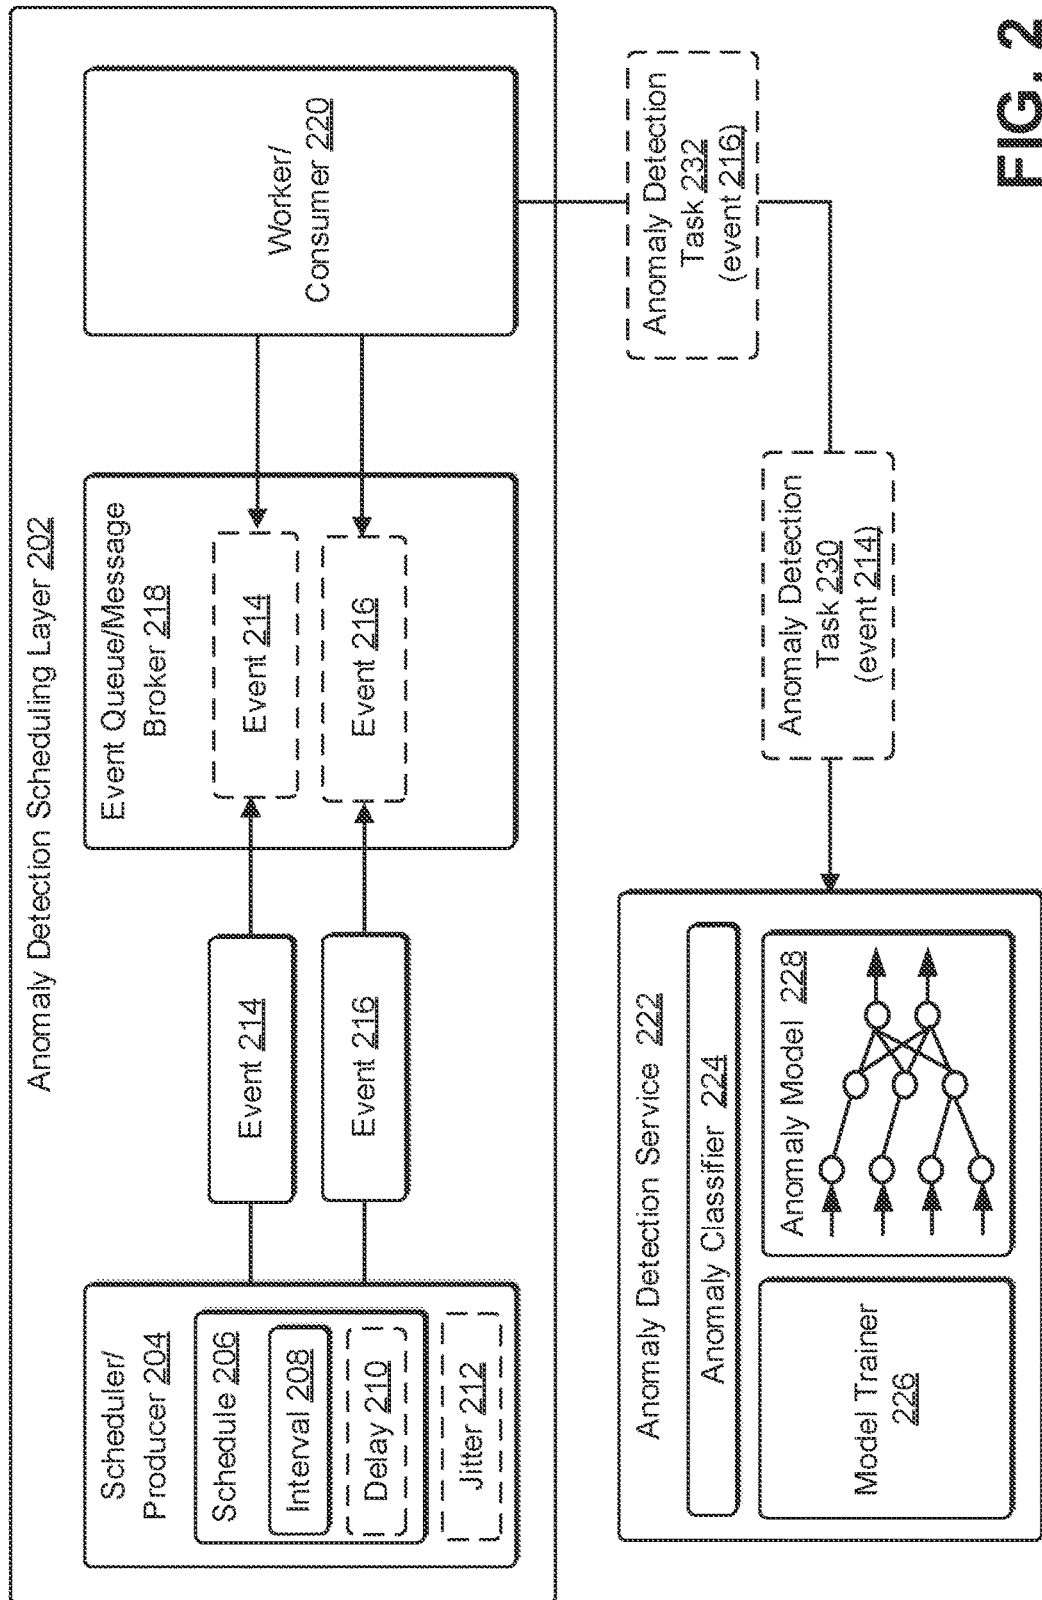 Anomaly Detection Scheduling Layer 202
Scheduler/
Producer 204
Schedule 206
Interval 208
Delay 210
Jitter 212
Event 214
Event 216
Event Queue/Message
Broker 218
Event 214
Event 216
Worker/
Consumer 220
Anomaly Detection Service 222
Anomaly Classifier 224
Model Trainer
226
Anomaly Model 228
Anomaly Detection
Task 230
(event 214)
Anomaly Detection
Task 232
(event 216)
FIG. 2